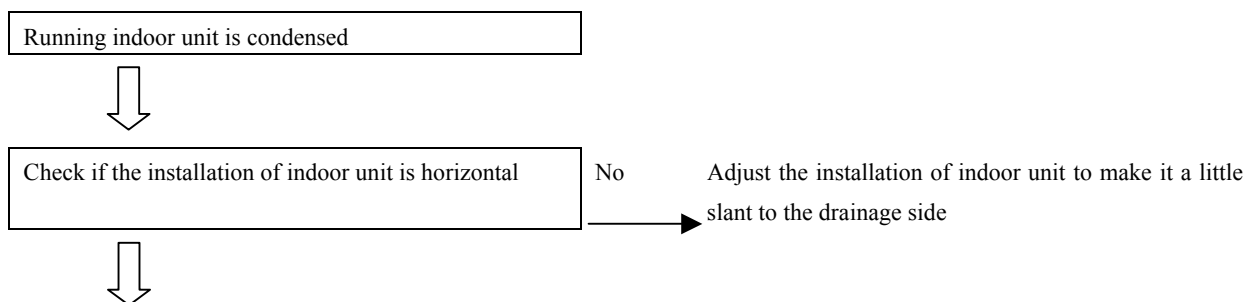 Running indoor unit is condensed
Check if the installation of indoor unit is horizontal
No
Adjust the installation of indoor unit to make it a little
slant to the drainage side